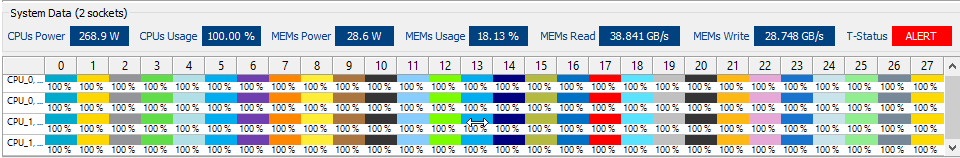 System Data (2 sockets)
CPUs Power 268.9 W CPUs Usage 100.00 % MEMs Power 28.6 W MEMs Usage 18.13 % MEMs Read 38.841 GB/s MEMs Write 28.748 GB/s T-Status ALERT
0 1 2 3 4 5 6 7 8 9 10 11 12 13 14 15 16 17 18 19 20 21 22 23 24 25 26 27
CPU_0, ...
100 % 100 % 100 % 100 % 100 % 100 % 100 % 100 % 100 % 100 % 100 % 100 % 100 % 100 % 100 % 100 % 100 % 100 % 100 % 100 % 100 % 100 % 100 % 100 % 100 % 100 % 100 % 100 %
CPU_0, ...
100 % 100 % 100 % 100 % 100 % 100 % 100 % 100 % 100 % 100 % 100 % 100 % 100 % 100 % 100 % 100 % 100 % 100 % 100 % 100 % 100 % 100 % 100 % 100 % 100 % 100 % 100 % 100 %
CPU_1, ...
100 % 100 % 100 % 100 % 100 % 100 % 100 % 100 % 100 % 100 % 100 % 100 % 100 % 100 % 100 % 100 % 100 % 100 % 100 % 100 % 100 % 100 % 100 % 100 % 100 % 100 % 100 % 100 %
CPU_1, ...
100 % 100 % 100 % 100 % 100 % 100 % 100 % 100 % 100 % 100 % 100 % 100 % 100 % 100 % 100 % 100 % 100 % 100 % 100 % 100 % 100 % 100 % 100 % 100 % 100 % 100 % 100 % 100 %